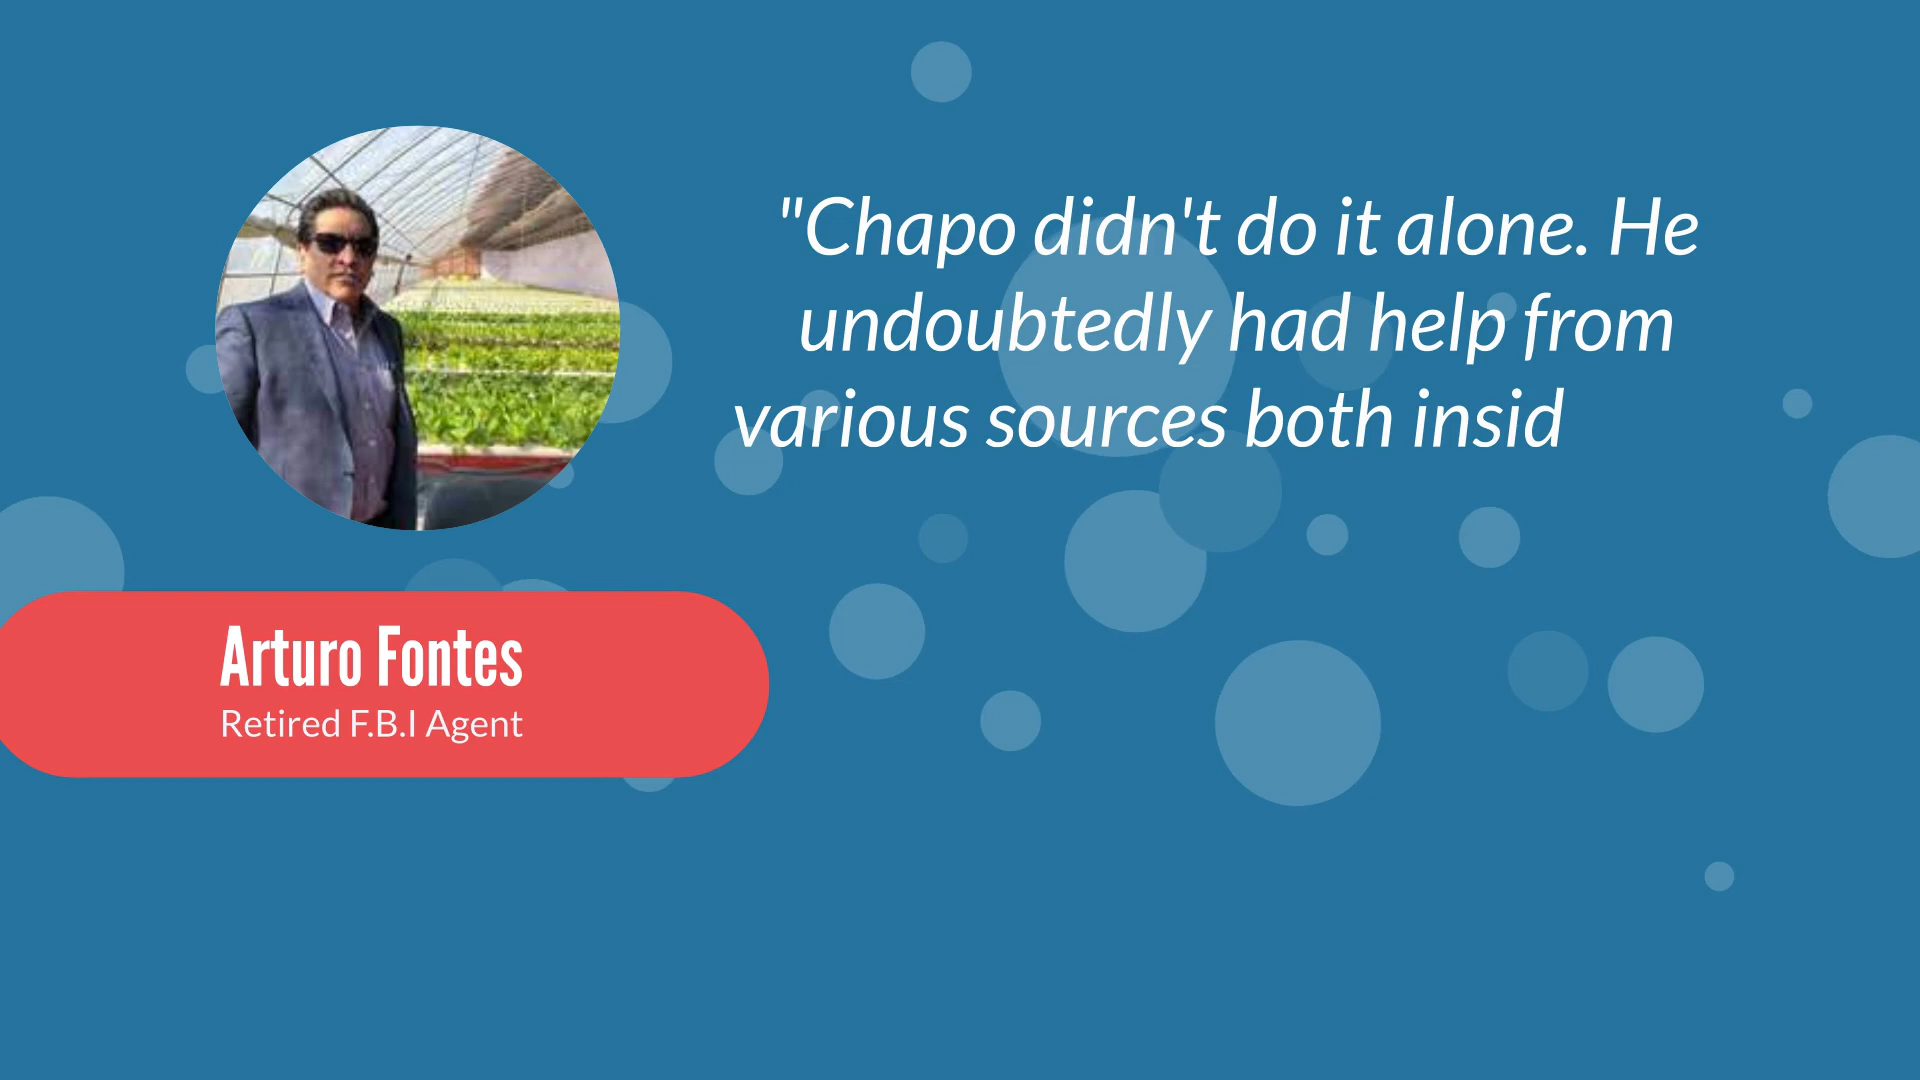 "Chapo didn't do it alone. He
undoubtedly had help from
various sources both insid
Arturo Fontes
Retired F.B.I Agent